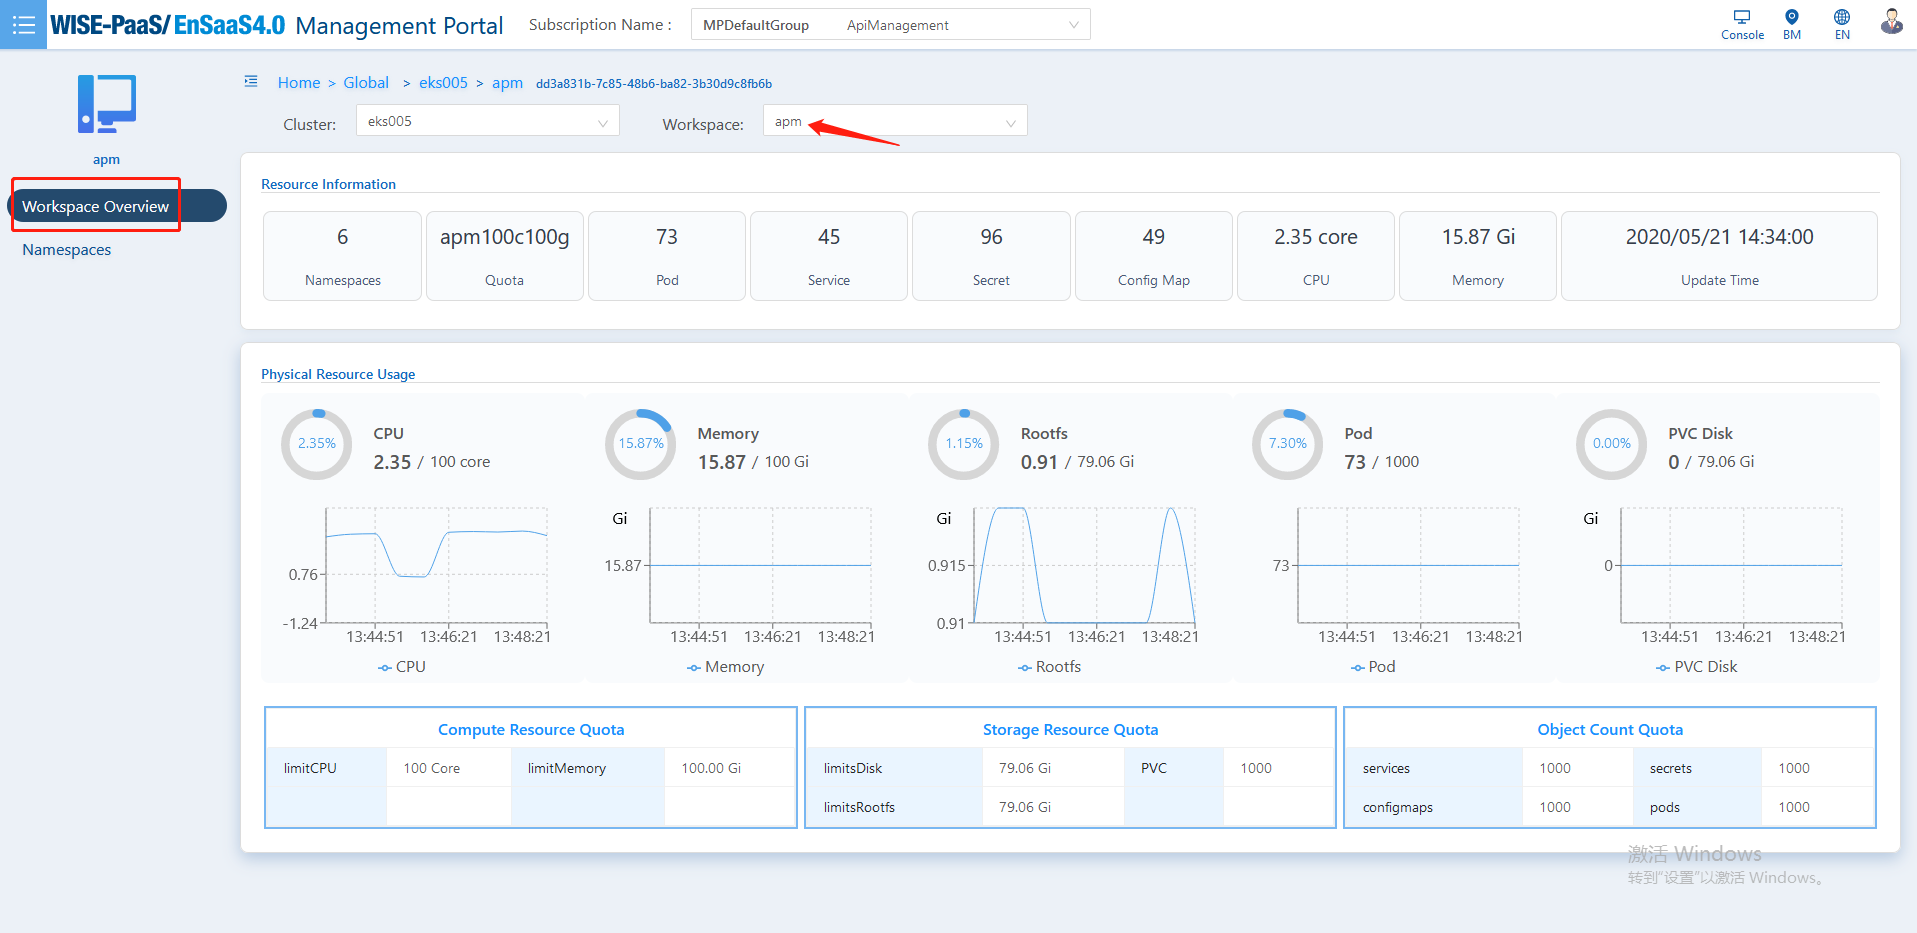 WISE-PaaS/ EnSaaS4.0 Management Portal Subscription Name : MPDefaultGroup ApiManagement Console BM EN
Home > Global > eks005 > apm dd3a831b-7c85-48b6-ba82-3b30d9c8fb6b
Cluster: eks005 Workspace: apm
apm
Workspace Overview
Namespaces
Resource Information
6 apm100c100g 73 45 96 49 2.35 core 15.87 Gi 2020/05/21 14:34:00
Namespaces Quota Pod Service Secret Config Map CPU Memory Update Time
Physical Resource Usage
2.35% CPU 2.35 / 100 core
15.87% Memory 15.87 / 100 Gi
1.15% Rootfs 0.91 / 79.06 Gi
7.30% Pod 73 / 1000
0.00% PVC Disk 0 / 79.06 Gi
0.76
-1.24
13:44:51 13:46:21 13:48:21
CPU
Gi
15.87
13:44:51 13:46:21 13:48:21
Memory
Gi
0.915
0.91
13:44:51 13:46:21 13:48:21
Rootfs
73
13:44:51 13:46:21 13:48:21
Pod
Gi
0
13:44:51 13:46:21 13:48:21
PVC Disk
Compute Resource Quota
limitCPU 100 Core limitMemory 100.00 Gi
Storage Resource Quota
limitsDisk 79.06 Gi PVC 1000
limitsRootfs 79.06 Gi
Object Count Quota
services 1000 secrets 1000
configmaps 1000 pods 1000
激活 Windows
转到"设置"以激活 Windows。